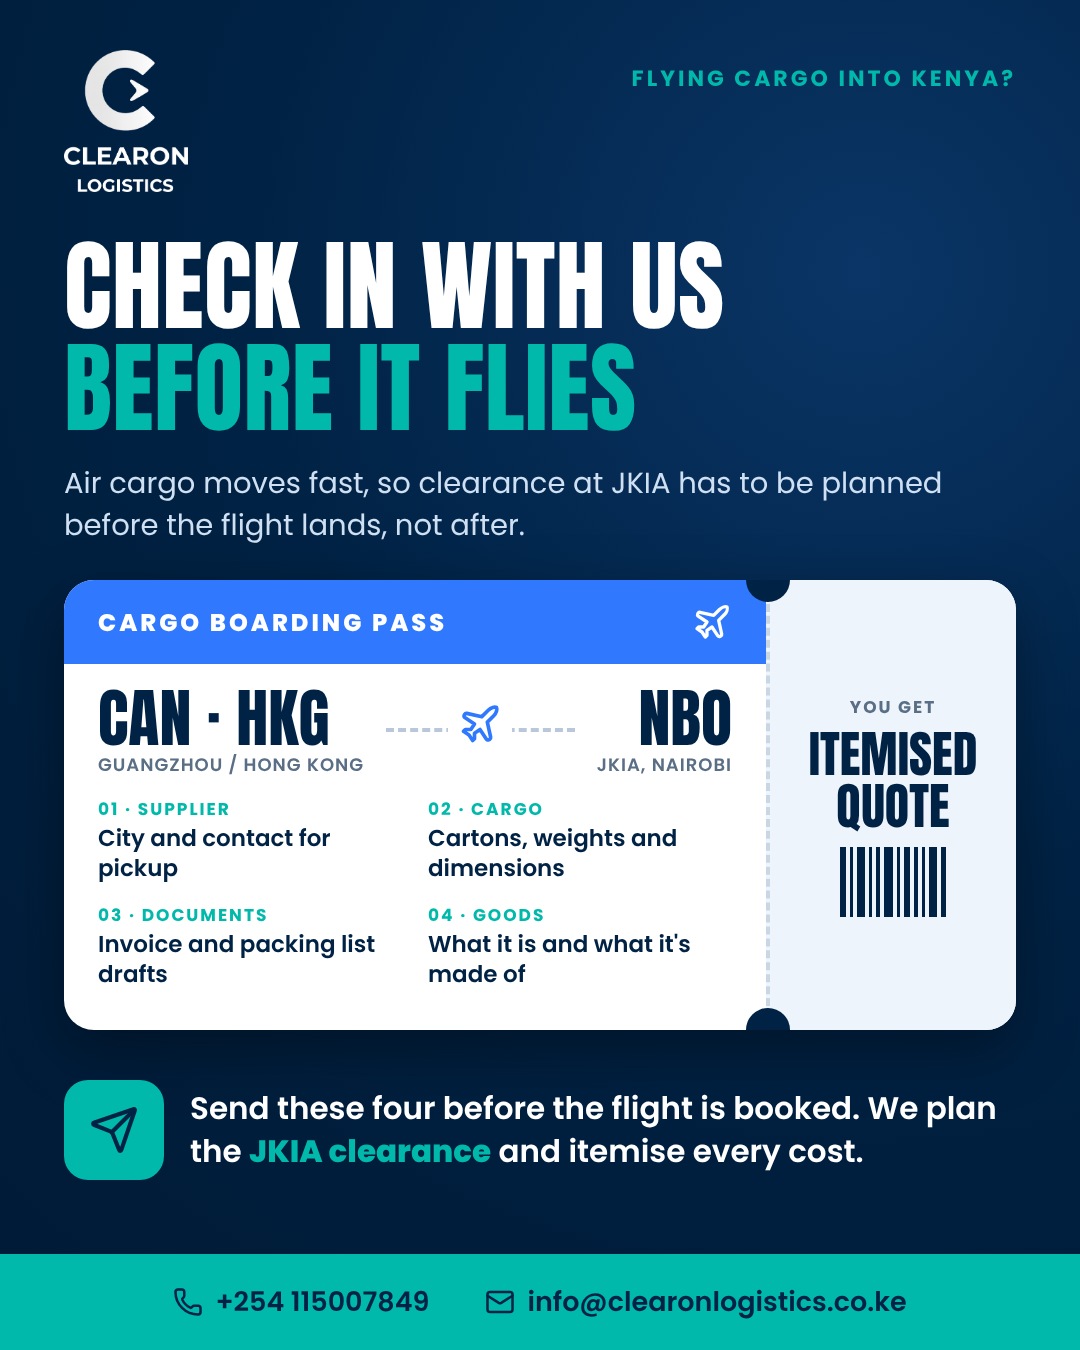 CLEARON
LOGISTICS
FLYING CARGO INTO KENYA?
CHECK IN WITH US
BEFORE IT FLIES
Air cargo moves fast, so clearance at JKIA has to be planned
before the flight lands, not after.
CARGO BOARDING PASS
CAN · HKG
GUANGZHOU / HONG KONG
NBO
JKIA, NAIROBI
01 · SUPPLIER
City and contact for
pickup
02 · CARGO
Cartons, weights and
dimensions
03 · DOCUMENTS
Invoice and packing list
drafts
04 · GOODS
What it is and what it's
made of
YOU GET
ITEMISED
QUOTE
Send these four before the flight is booked. We plan
the JKIA clearance and itemise every cost.
+254 115007849
info@clearonlogistics.co.ke